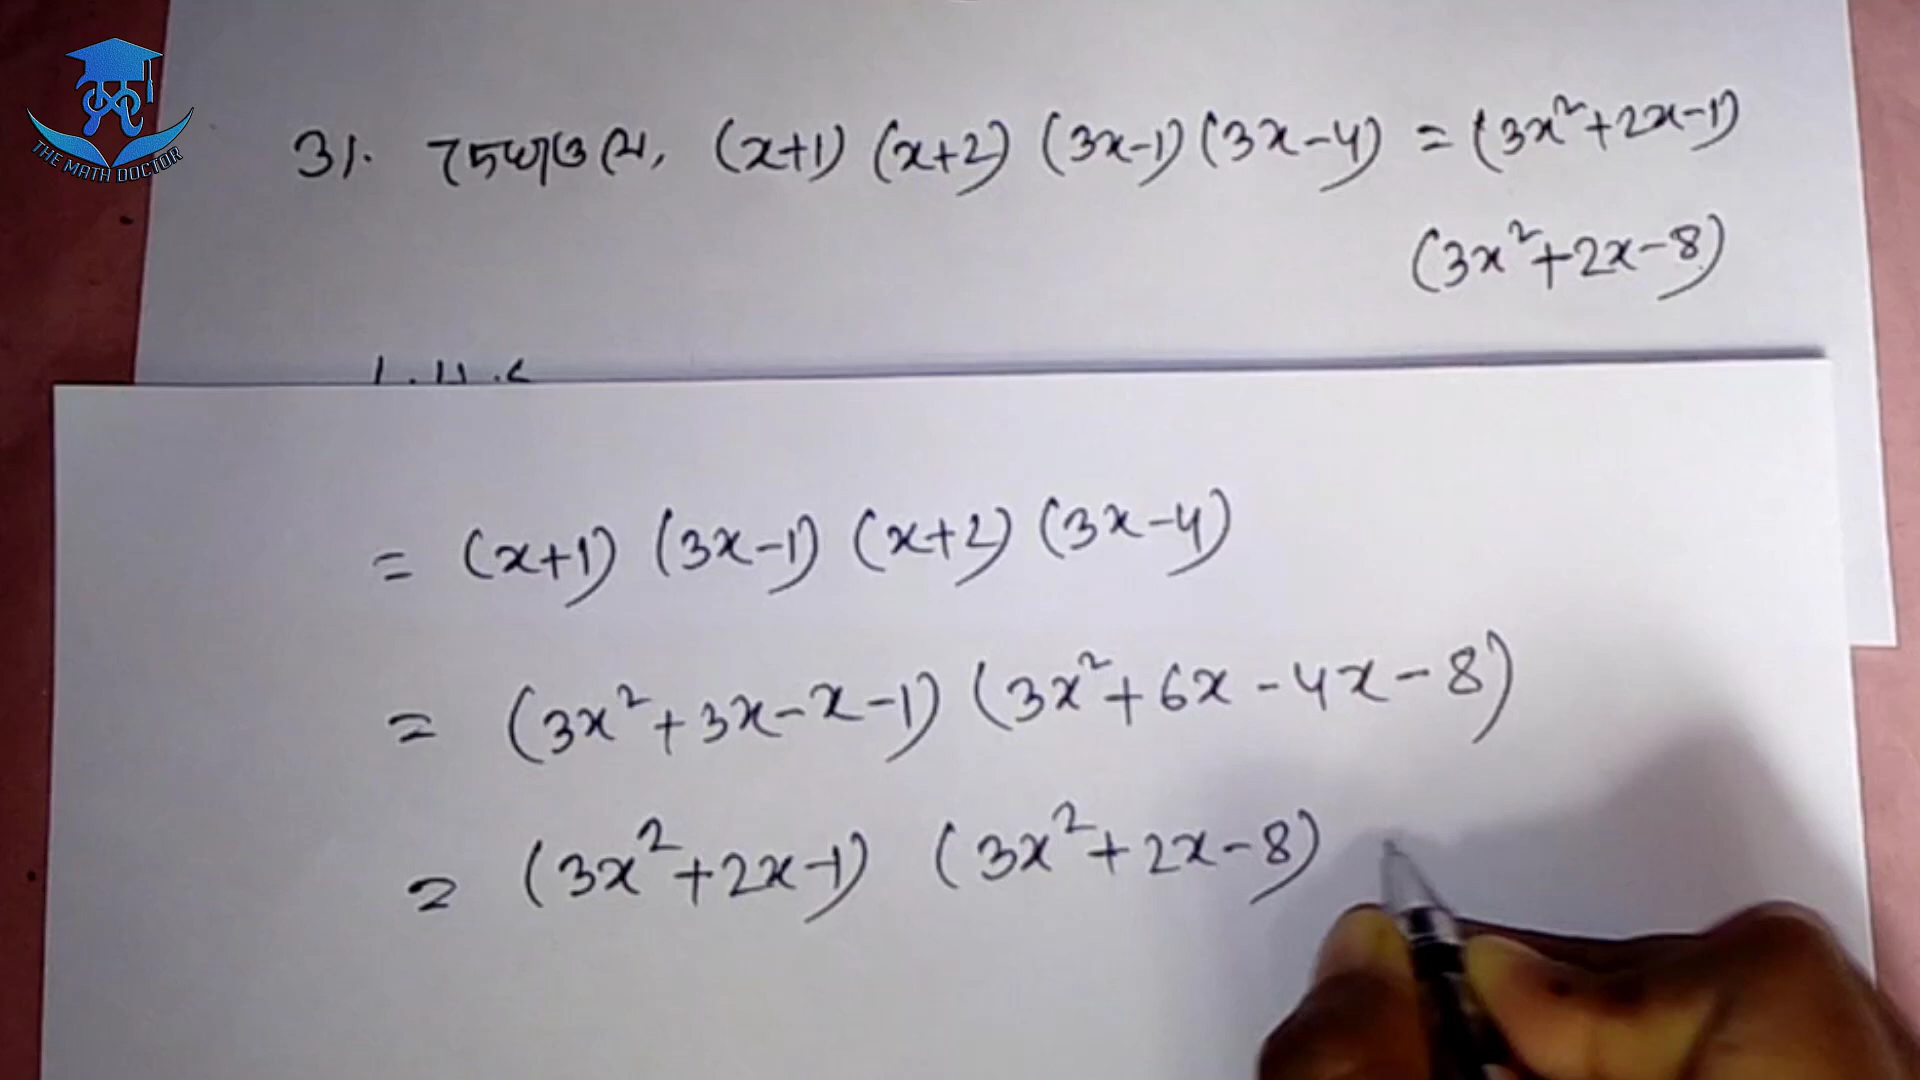 THE MATH DOCTOR
31. দেখাও যে, (x+1) (x+2) (3x-1) (3x-4) = (3x²+2x-1)
(3x²+2x-8)
L.H.S
= (x+1) (3x-1) (x+2) (3x-4)
= (3x²+3x-x-1) (3x²+6x-4x-8)
= (3x²+2x-1) (3x²+2x-8)